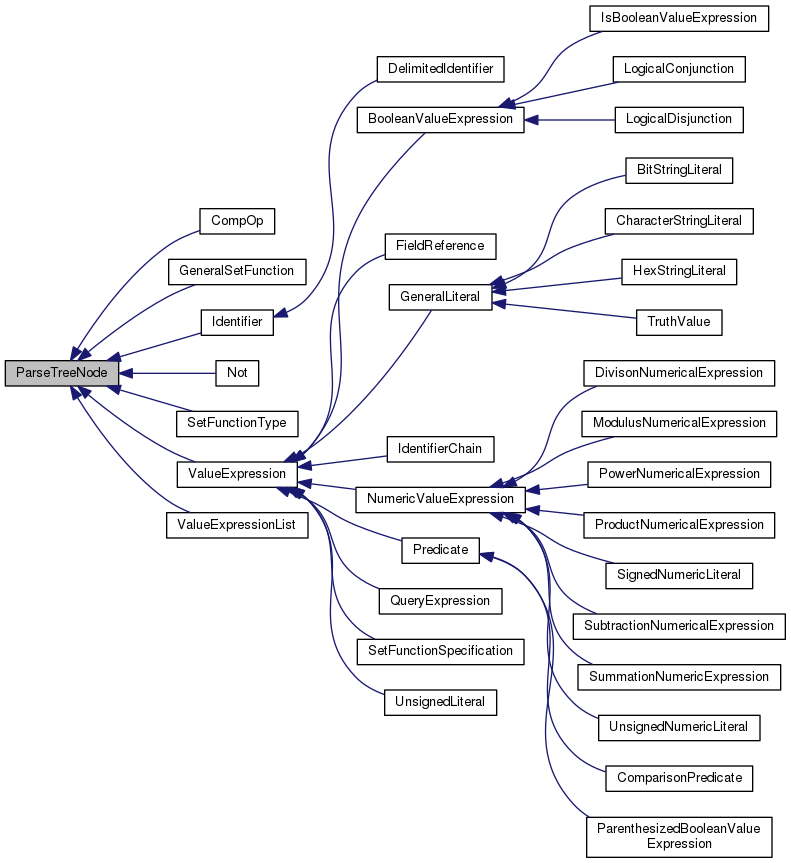 IsBooleanValueExpression
DelimitedIdentifier
LogicalConjunction
BooleanValueExpression
LogicalDisjunction
BitStringLiteral
CompOp
CharacterStringLiteral
FieldReference
GeneralSetFunction
HexStringLiteral
GeneralLiteral
Identifier
TruthValue
ParseTreeNode
Not
DivisonNumericalExpression
SetFunctionType
ModulusNumericalExpression
IdentifierChain
ValueExpression
PowerNumericalExpression
NumericValueExpression
ValueExpressionList
ProductNumericalExpression
Predicate
SignedNumericLiteral
QueryExpression
SubtractionNumericalExpression
SetFunctionSpecification
SummationNumericExpression
UnsignedLiteral
UnsignedNumericLiteral
ComparisonPredicate
ParenthesizedBooleanValue
Expression